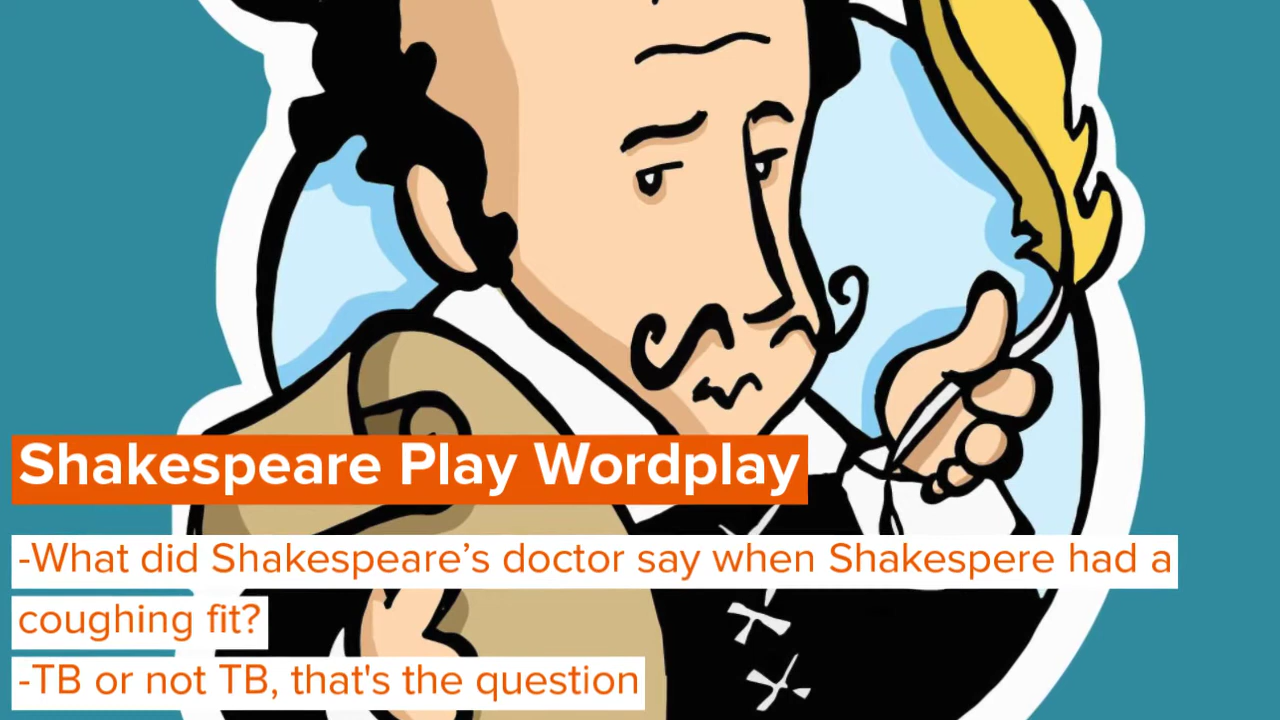 Shakespeare Play Wordplay
-What did Shakespeare’s doctor say when Shakespere had a
coughing fit?
-TB or not TB, that's the question